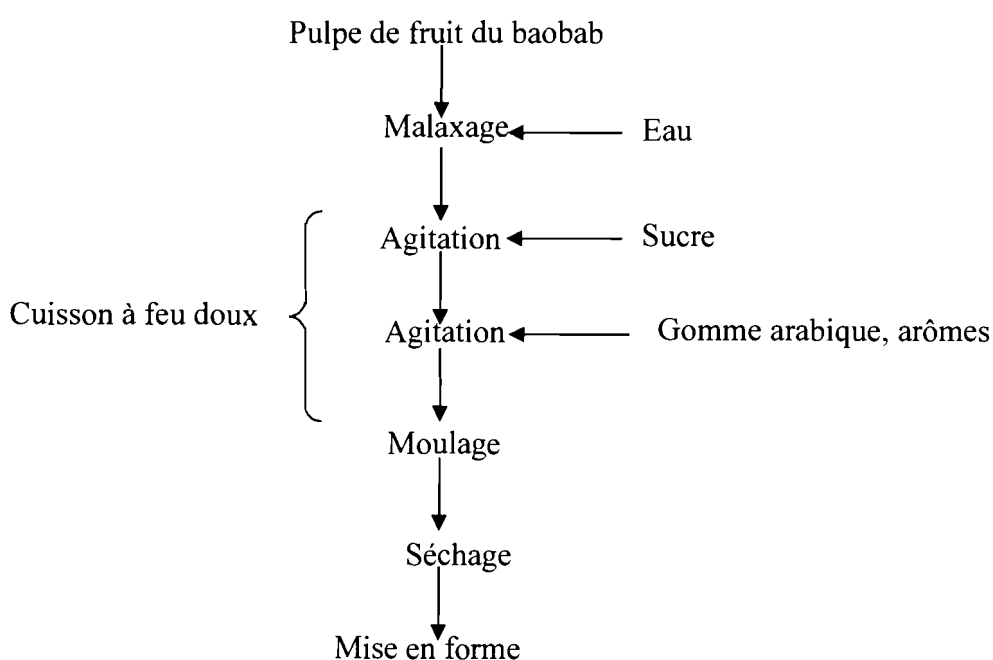 Pulpe de fruit du baobab
Malaxage
Eau
Agitation
Sucre
Cuisson à feu doux
Agitation
Gomme arabique, arômes
Moulage
Séchage
Mise en forme